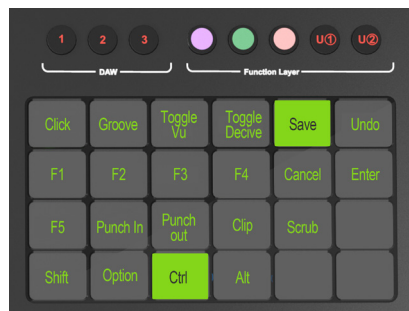 1 2 3 U① U②
DAW Function Layer
Click Groove Toggle Vu Toggle Decive Save Undo
F1 F2 F3 F4 Cancel Enter
F5 Punch In Punch out Clip Scrub
Shift Option Ctrl Alt